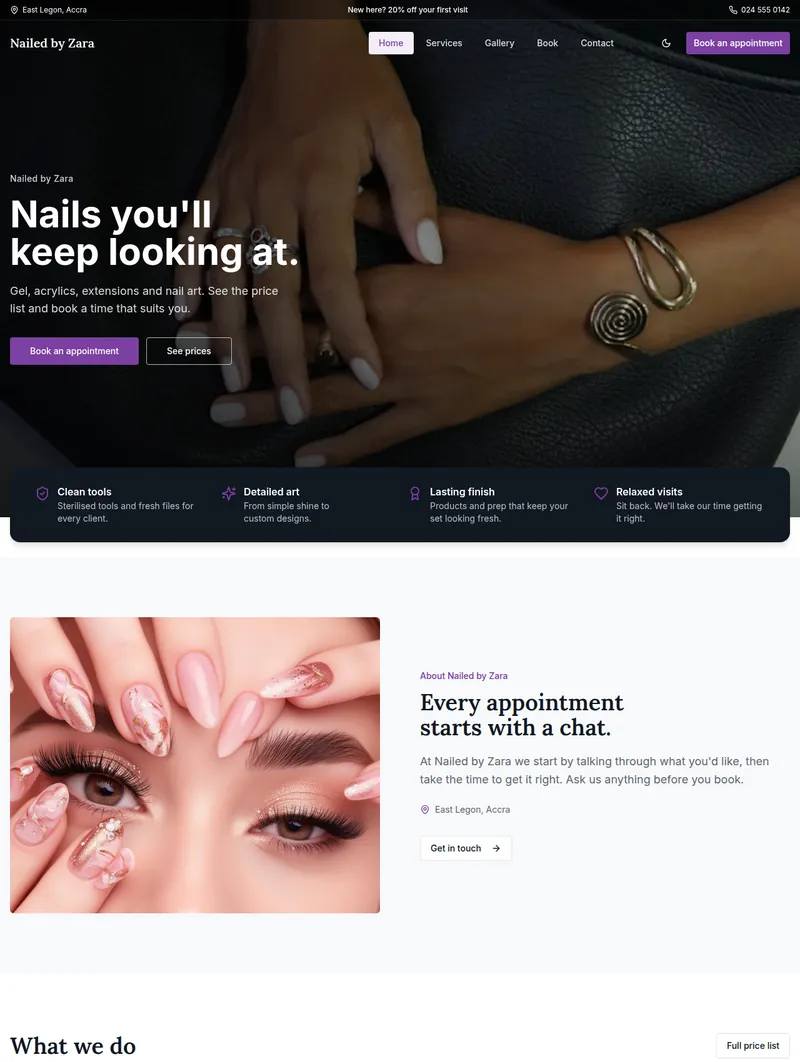 East Legon, Accra
New here? 20% off your first visit
024 555 0142
Nailed by Zara
Home
Services
Gallery
Book
Contact
Book an appointment
Nailed by Zara
Nails you'll
keep looking at.
Gel, acrylics, extensions and nail art. See the price
list and book a time that suits you.
Book an appointment
See prices
Clean tools
Sterilised tools and fresh files for
every client.
Detailed art
From simple shine to
custom designs.
Lasting finish
Products and prep that keep your
set looking fresh.
Relaxed visits
Sit back. We'll take our time getting
it right.
About Nailed by Zara
Every appointment
starts with a chat.
At Nailed by Zara we start by talking through what you'd like, then
take the time to get it right. Ask us anything before you book.
East Legon, Accra
Get in touch
What we do
Full price list